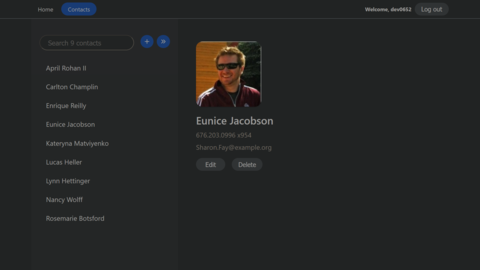 Home
Contacts
Welcome, dev0952
Log out
Search 9 contacts
+
»
April Rohan II
Carlton Champlin
Enrique Reilly
Eunice Jacobson
Kateryna Matviyenko
Lucas Heller
Lynn Hettinger
Nancy Wolff
Rosemarie Botsford
Eunice Jacobson
676.203.0996 x954
Sharon.Fay@example.org
Edit
Delete